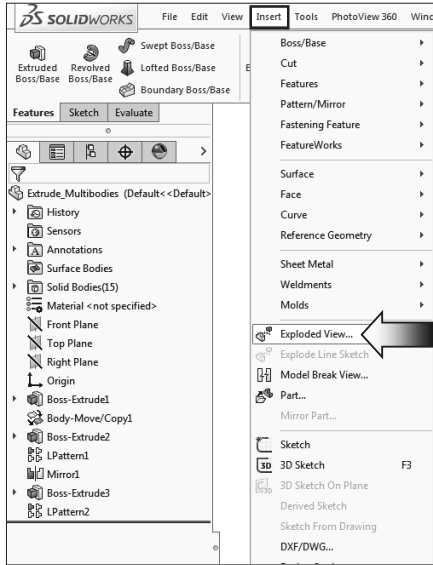 SOLIDWORKS File Edit View Insert Tools PhotoView 360
Extruded Boss/Base
Revolved Boss/Base
Swept Boss/Base
Lofted Boss/Base
Boundary Boss/Base
Features Sketch Evaluate
Extrude_Multibodies (Default<<Default>
History
Sensors
Annotations
Surface Bodies
Solid Bodies(15)
Material <not specified>
Front Plane
Top Plane
Right Plane
Origin
Boss-Extrude1
Body-Move/Copy1
Boss-Extrude2
LPattern1
Mirror1
Boss-Extrude3
LPattern2
Boss/Base
Cut
Features
Pattern/Mirror
Fastening Feature
FeatureWorks
Surface
Face
Curve
Reference Geometry
Sheet Metal
Weldments
Molds
Exploded View...
Explode Line Sketch
Model Break View...
Part...
Mirror Part...
Sketch
3D Sketch F3
3D Sketch On Plane
Derived Sketch
Sketch From Drawing
DXF/DWG...